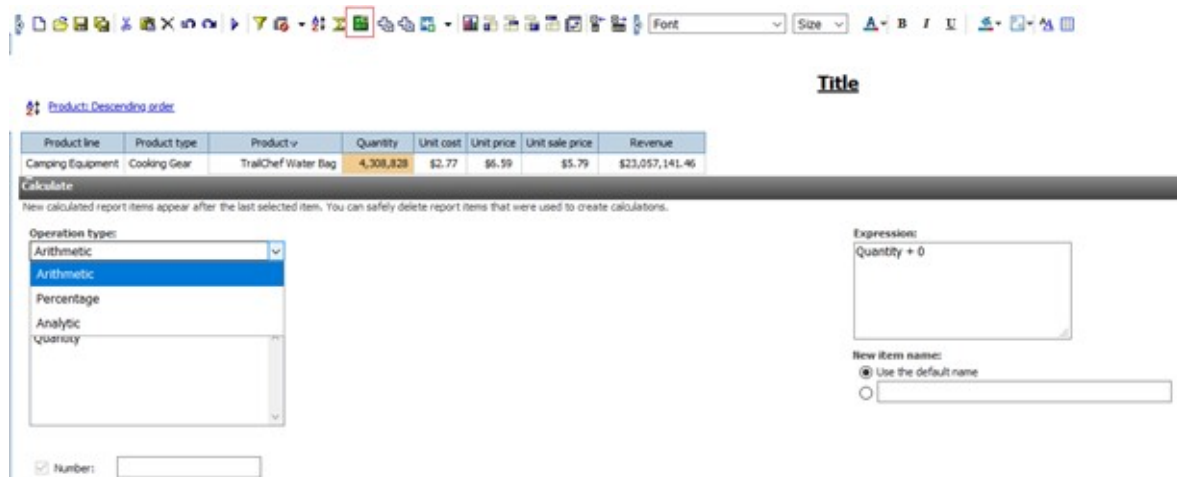 Font Size A B I U
Title
Product: Descending order
Product line Product type Product Quantity Unit cost Unit price Unit sale price Revenue
Camping Equipment Cooking Gear TrailChef Water Bag 4,308,828 $2.77 $6.59 $5.79 $23,057,141.46
Calculate
New calculated report items appear after the last selected item. You can safely delete report items that were used to create calculations.
Operation type:
Arithmetic
Arithmetic
Percentage
Analytic
Quantity
Number:
Expression:
Quantity + 0
New item name:
Use the default name